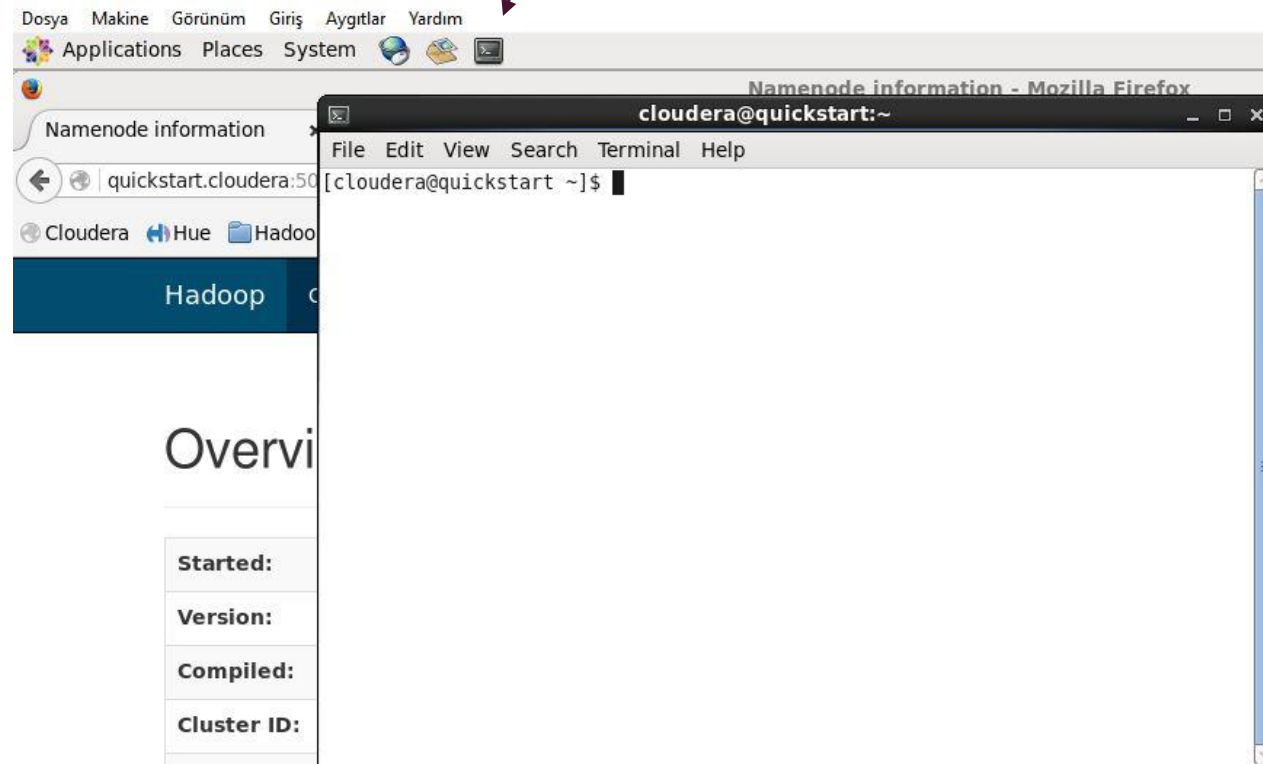 Dosya Makine Görünüm Giriş Aygıtlar Yardım
Applications Places System
Namenode information - Mozilla Firefox
Namenode information
cloudera@quickstart:~
File Edit View Search Terminal Help
quickstart.cloudera:50
[cloudera@quickstart ~]$
Cloudera Hue Hadoo
Hadoop
Overvi
Started:
Version:
Compiled:
Cluster ID: